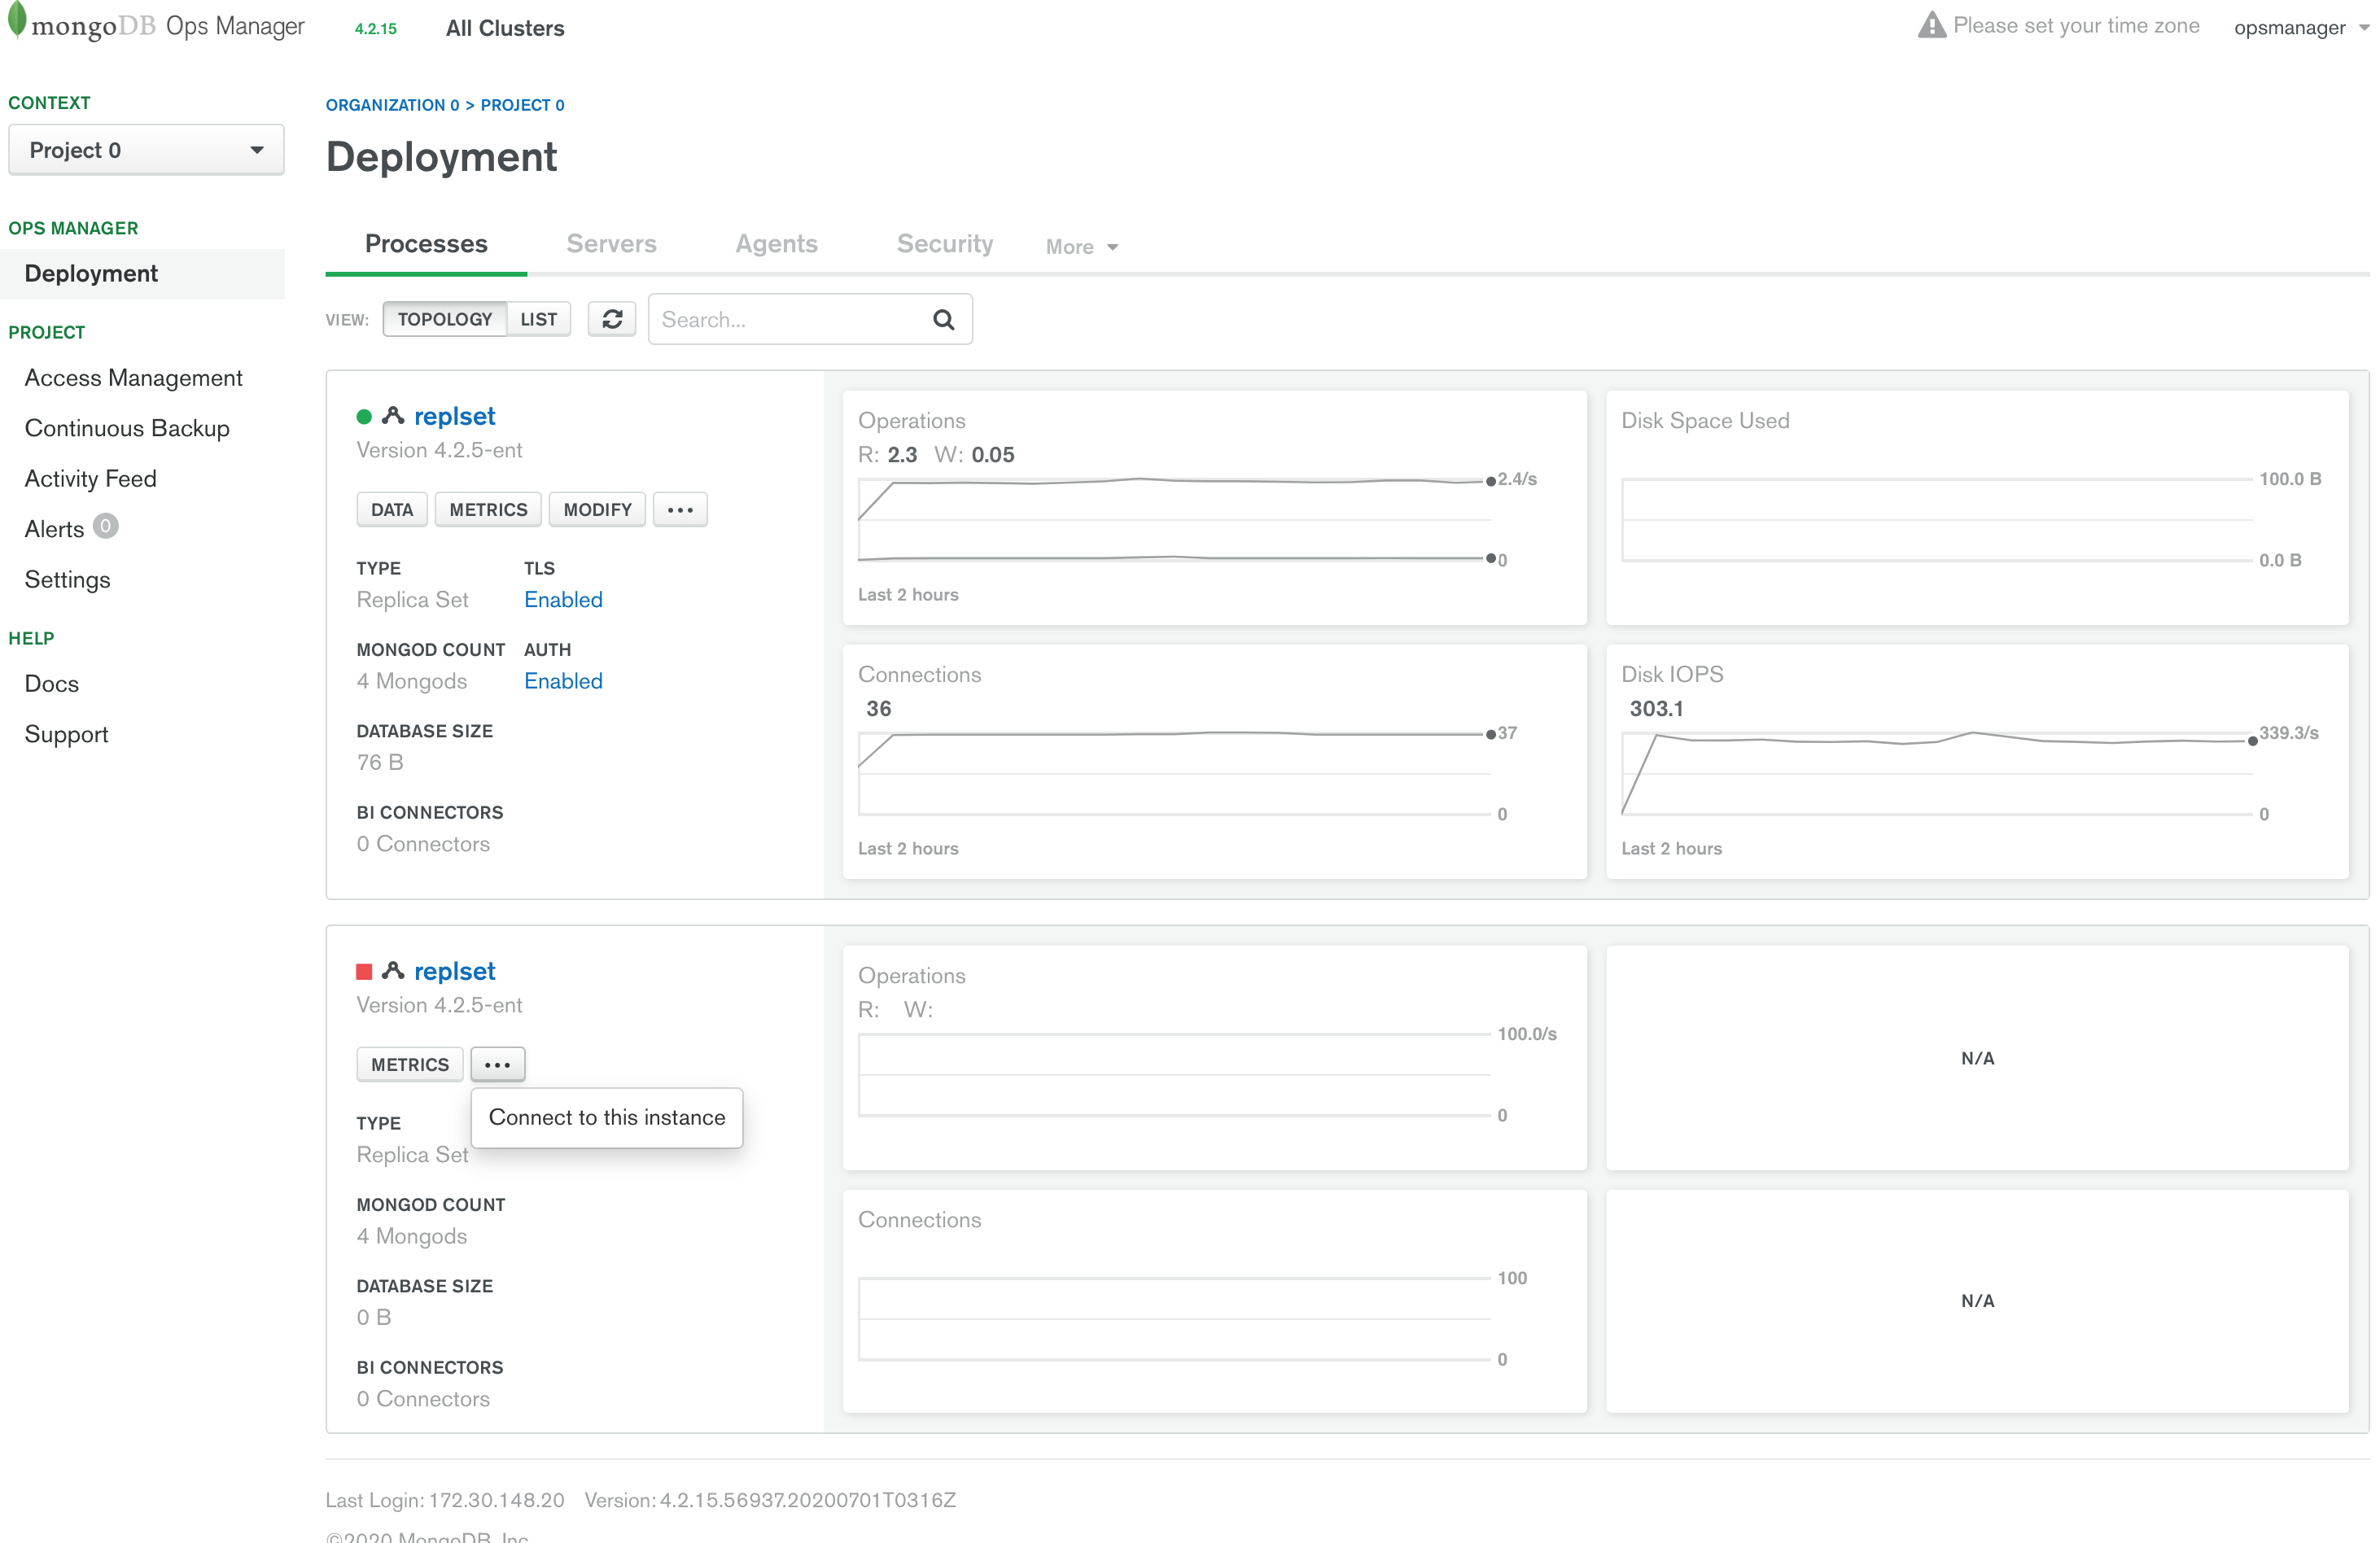 mongoDB Ops Manager 4.2.15 All Clusters Please set your time zone opsmanager
CONTEXT
Project 0
OPS MANAGER
Deployment
PROJECT
Access Management
Continuous Backup
Activity Feed
Alerts 0
Settings
HELP
Docs
Support
ORGANIZATION 0 > PROJECT 0
Deployment
Processes Servers Agents Security More
VIEW: TOPOLOGY LIST Search...
replset
Version 4.2.5-ent
DATA METRICS MODIFY •••
TYPE TLS
Replica Set Enabled
MONGOD COUNT AUTH
4 Mongods Enabled
DATABASE SIZE
76 B
BI CONNECTORS
0 Connectors
Operations
R: 2.3 W: 0.05
2.4/s
0
Last 2 hours
Disk Space Used
100.0 B
0.0 B
Connections
36
37
0
Last 2 hours
Disk IOPS
303.1
339.3/s
0
Last 2 hours
replset
Version 4.2.5-ent
METRICS •••
Connect to this instance
TYPE
Replica Set
MONGOD COUNT
4 Mongods
DATABASE SIZE
0 B
BI CONNECTORS
0 Connectors
Operations
R: W:
100.0/s
0
N/A
Connections
100
0
N/A
Last Login: 172.30.148.20 Version: 4.2.15.56937.20200701T0316Z
©2020 MongoDB, Inc.